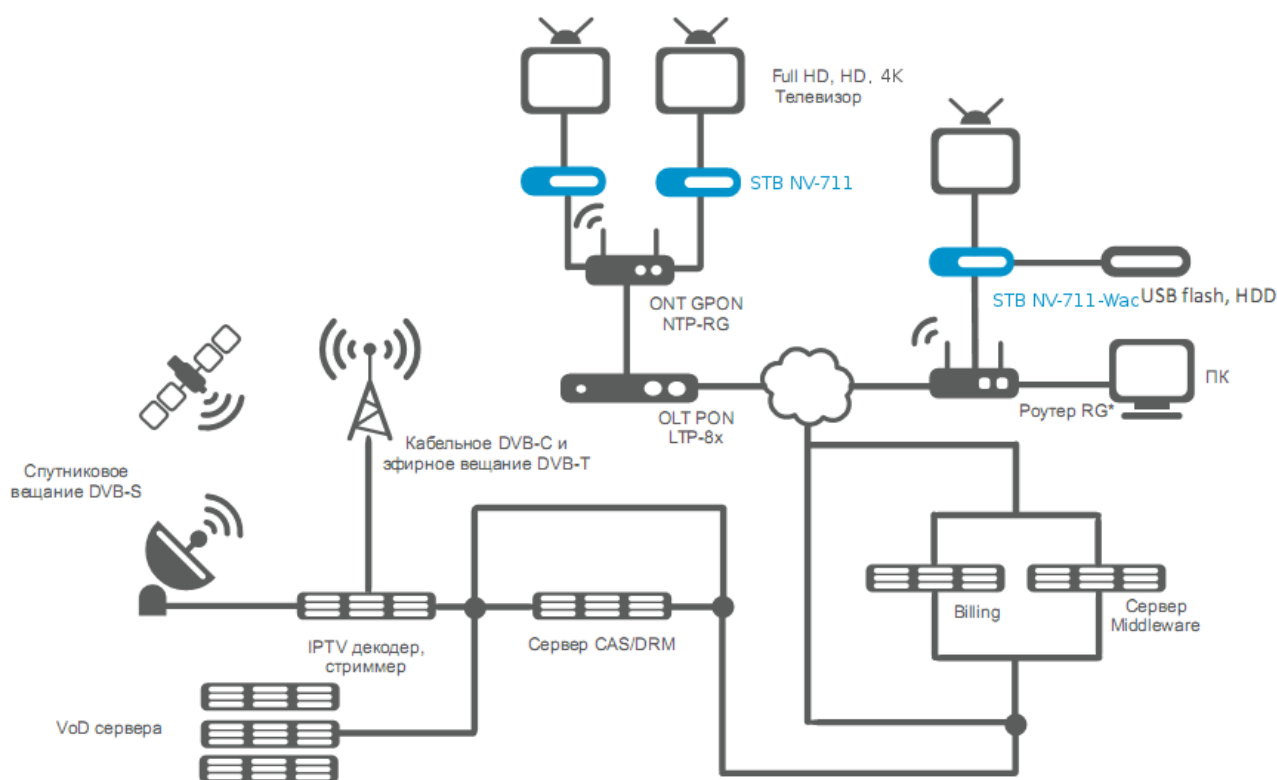 Full HD, HD, 4K
Телевизор
STB NV-711
STB NV-711-Wac
USB flash, HDD
ONT GPON
NTP-RG
OLT PON
LTP-8x
Роутер RG*
ПК
Кабельное DVB-C и
эфирное вещание DVB-T
Спутниковое
вещание DVB-S
IPTV декодер,
стриммер
Сервер CAS/DRM
Billing
Сервер
Middleware
VoD сервера